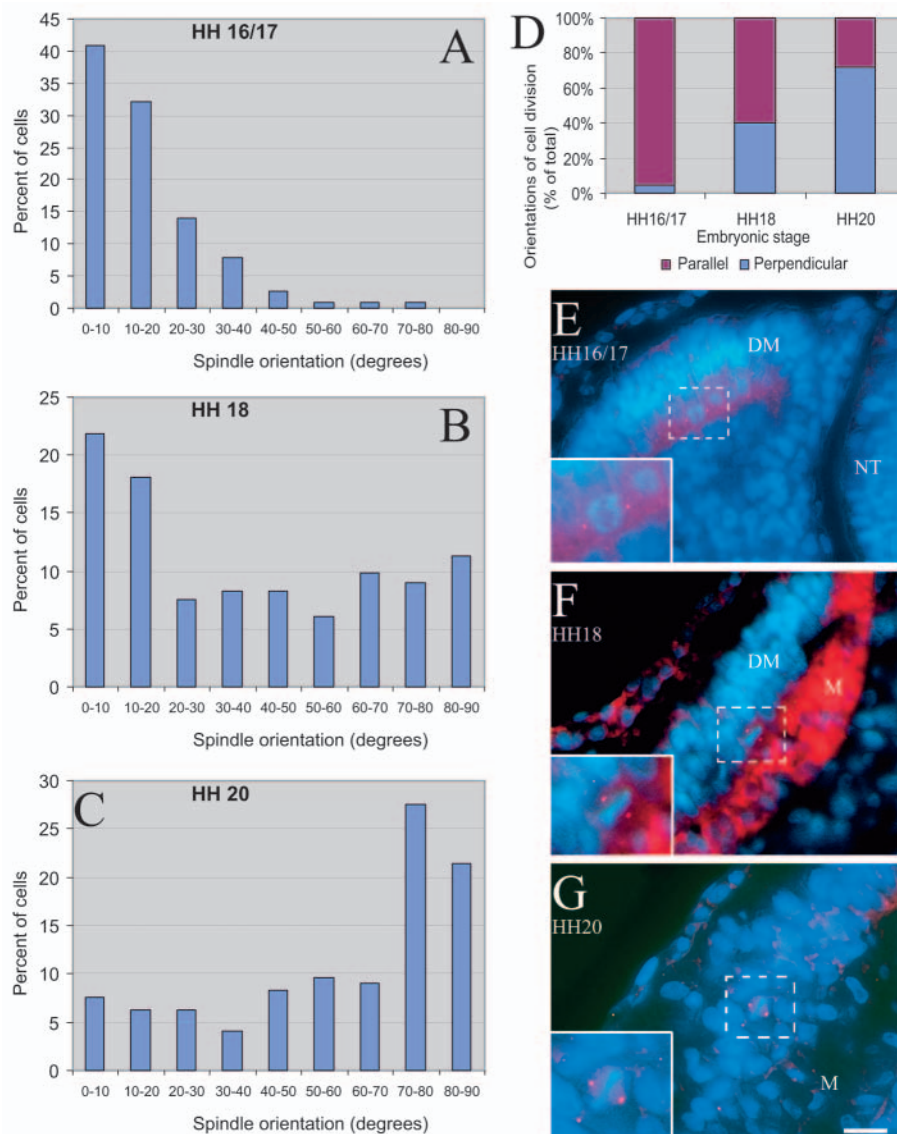 HH 16/17
A
Percent of cells
45
40
35
30
25
20
15
10
5
0
0-10 10-20 20-30 30-40 40-50 50-60 60-70 70-80 80-90
Spindle orientation (degrees)
HH 18
B
Percent of cells
25
20
15
10
5
0
0-10 10-20 20-30 30-40 40-50 50-60 60-70 70-80 80-90
Spindle orientation (degrees)
HH 20
C
Percent of cells
30
25
20
15
10
5
0
0-10 10-20 20-30 30-40 40-50 50-60 60-70 70-80 80-90
Spindle orientation (degrees)
D
Orientations of cell division
(% of total)
100%
80%
60%
40%
20%
0%
HH16/17 HH18 HH20
Embryonic stage
Parallel Perpendicular
E
HH16/17
DM
NT
F
HH18
DM
M
G
HH20
M